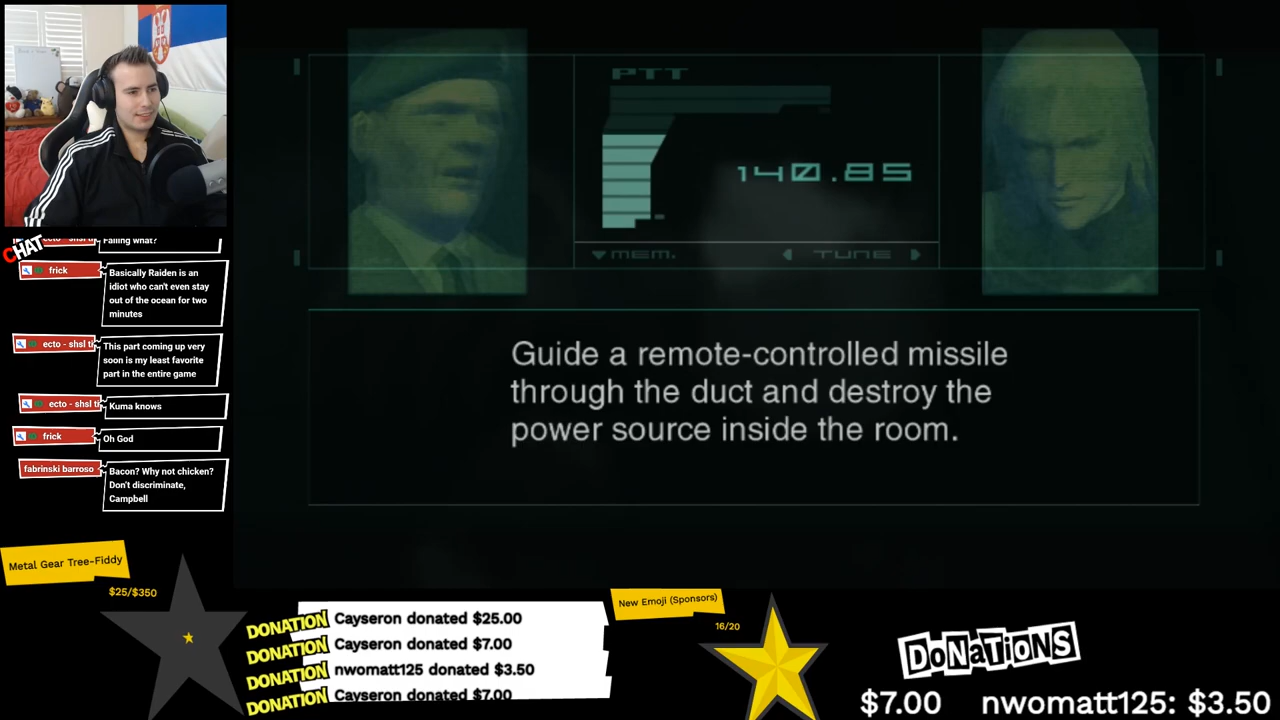 PTT
140.85
MEM.
TUNE
Guide a remote-controlled missile
through the duct and destroy the
power source inside the room.
CHAT
Falling what?
frick
Basically Raiden is an
idiot who can't even stay
out of the ocean for two
minutes
ecto - shsl ti
This part coming up very
soon is my least favorite
part in the entire game
ecto - shsl ti
Kuma knows
frick
Oh God
fabrinski barroso
Bacon? Why not chicken?
Don't discriminate,
Campbell
Metal Gear Tree-Fiddy
$25/$350
DONATION Cayseron donated $25.00
DONATION Cayseron donated $7.00
DONATION nwomatt125 donated $3.50
DONATION Cayseron donated $7.00
New Emoji (Sponsors)
16/20
DONATIONS
$7.00 nwomatt125: $3.50